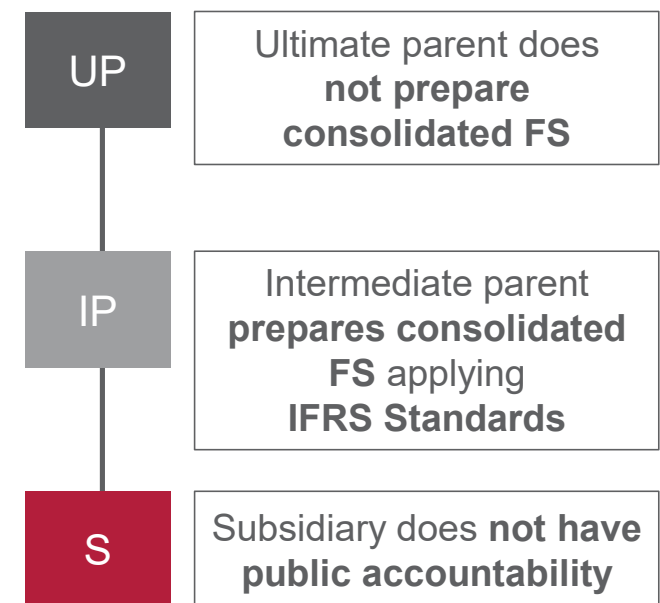 UP
Ultimate parent does
not prepare
consolidated FS
IP
Intermediate parent
prepares consolidated
FS applying
IFRS Standards
S
Subsidiary does not have
public accountability